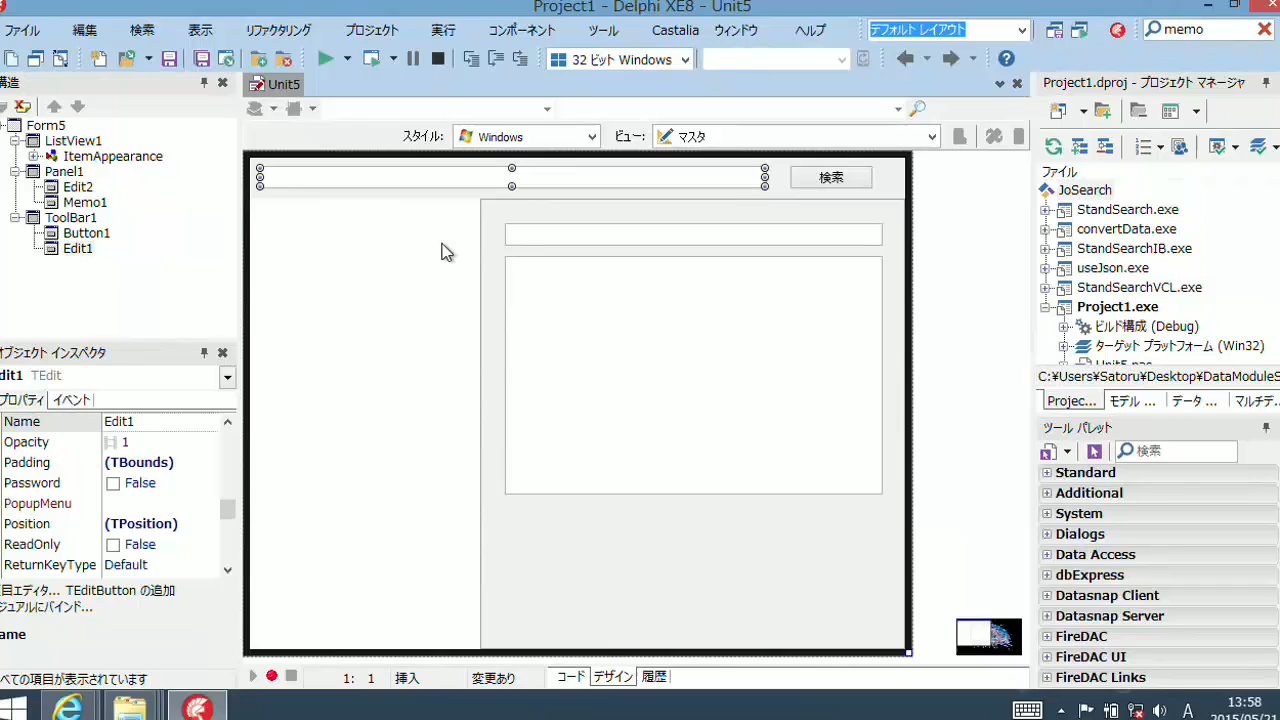 Project1 - Delphi XE8 - Unit5
ファイル 編集 検索 表示 リファクタリング プロジェクト 実行 コンポーネント ツール Castalia ウィンドウ ヘルプ デフォルト レイアウト memo
32 ビット Windows
構造
Unit5
Project1.dproj - プロジェクト マネージャ
Form5
ListView1
ItemAppearance
Panel1
Edit2
Memo1
ToolBar1
Button1
Edit1
スタイル: Windows ビュー: マスタ
検索
ファイル
JoSearch
StandSearch.exe
convertData.exe
StandSearchIB.exe
useJson.exe
StandSearchVCL.exe
Project1.exe
ビルド構成 (Debug)
ターゲット プラットフォーム (Win32)
Unit5.pas
C:¥Users¥Satoru¥Desktop¥DataModuleS
Projec... モデル ... データ ... マルチデ
オブジェクト インスペクタ
dit1 TEdit
プロパティ イベント
Name Edit1
Opacity 1
Padding (TBounds)
Password False
PopupMenu
Position (TPosition)
ReadOnly False
ReturnKeyType Default
項目エディタ... TEditButton の追加
ジュアルにバインド...
ame
べての項目が表示されています
ツール パレット
検索
Standard
Additional
System
Dialogs
Data Access
dbExpress
Datasnap Client
Datasnap Server
FireDAC
FireDAC UI
FireDAC Links
1: 1 挿入 変更あり コード デザイン 履歴
A 13:58